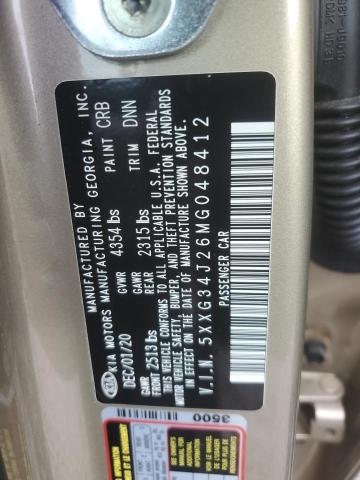 MANUFACTURED BY
KIA MOTORS MANUFACTURING GEORGIA, INC.
DEC/01/20 GVWR 4354 lbs PAINT CRB
GAWR FRONT 2513 lbs GAWR REAR 2315 lbs TRIM DNN
THIS VEHICLE CONFORMS TO ALL APPLICABLE U.S.A. FEDERAL
MOTOR VEHICLE SAFETY, BUMPER, AND THEFT PREVENTION STANDARDS
IN EFFECT ON THE DATE OF MANUFACTURE SHOWN ABOVE.
V.I.N. 5XXG34J26MG048412
PASSENGER CAR
3500